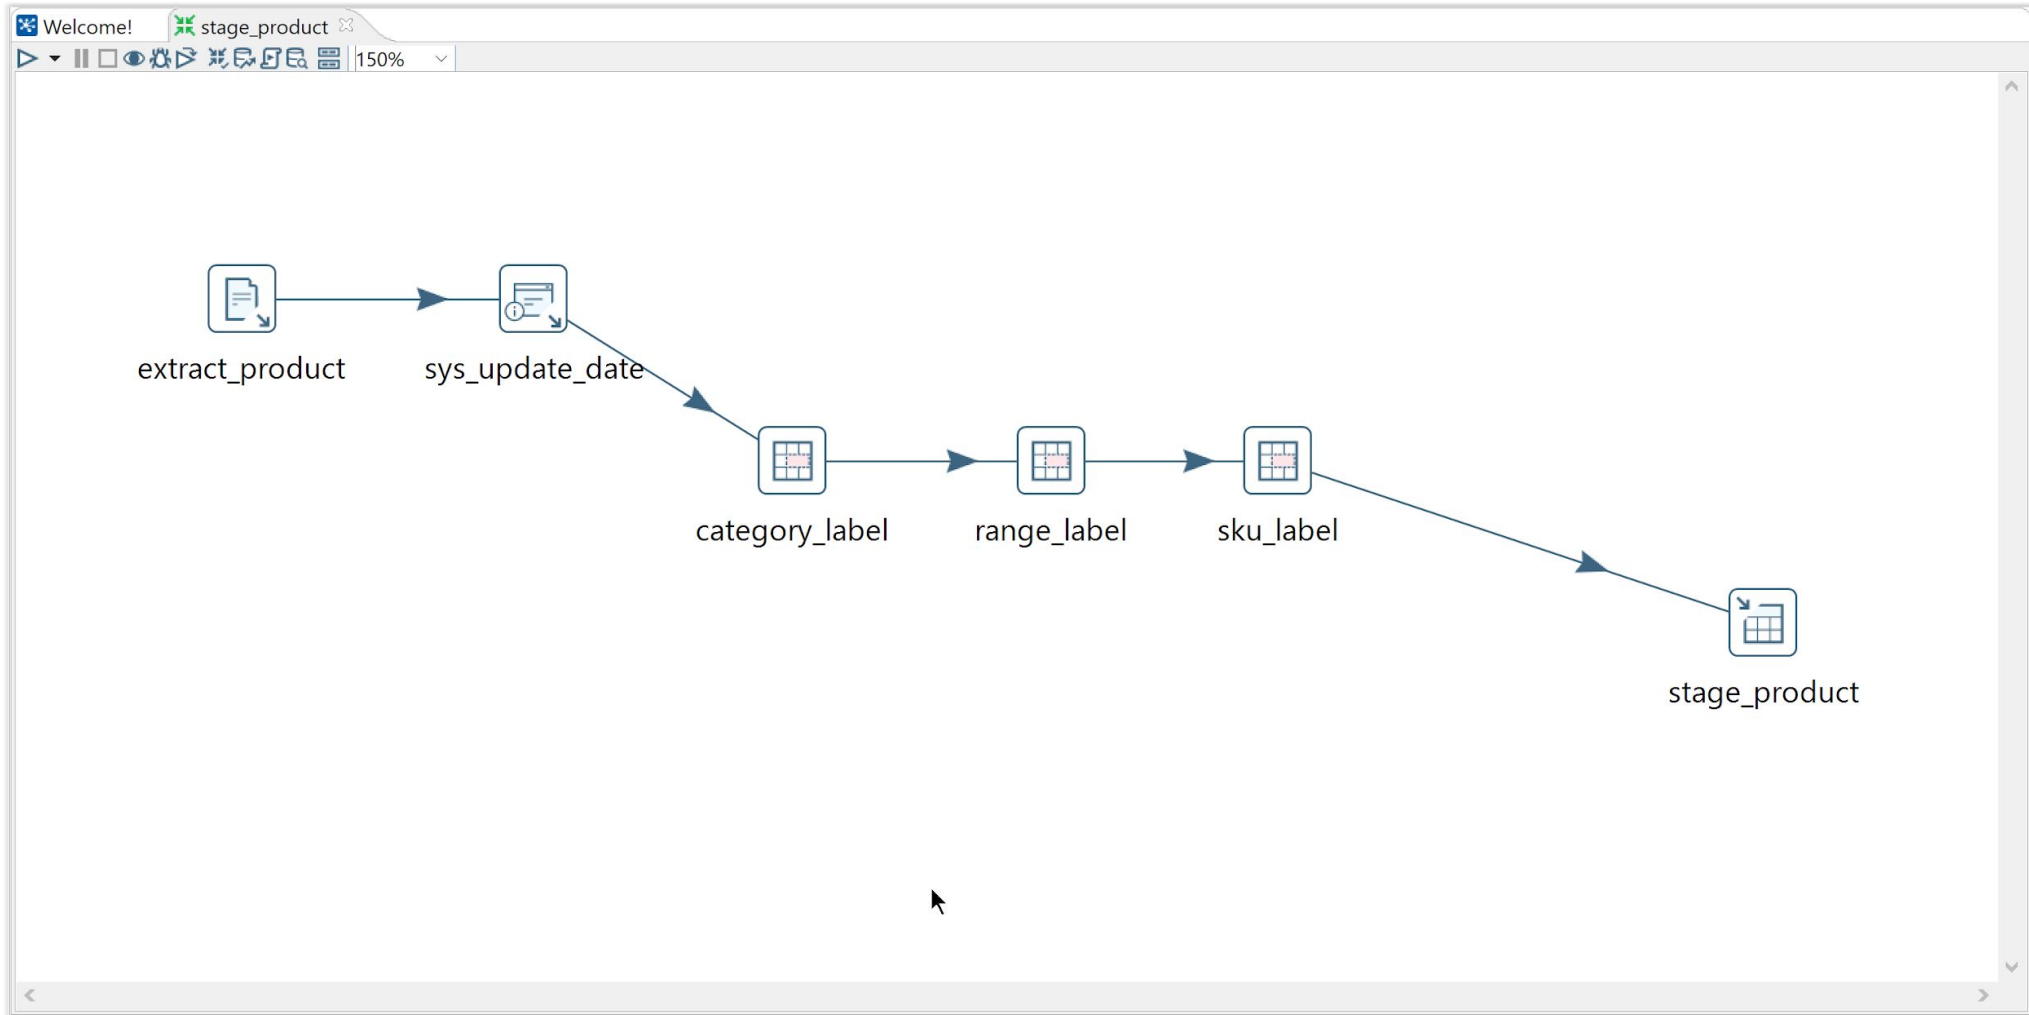 Welcome!
stage_product
150%
extract_product
sys_update_date
category_label
range_label
sku_label
stage_product